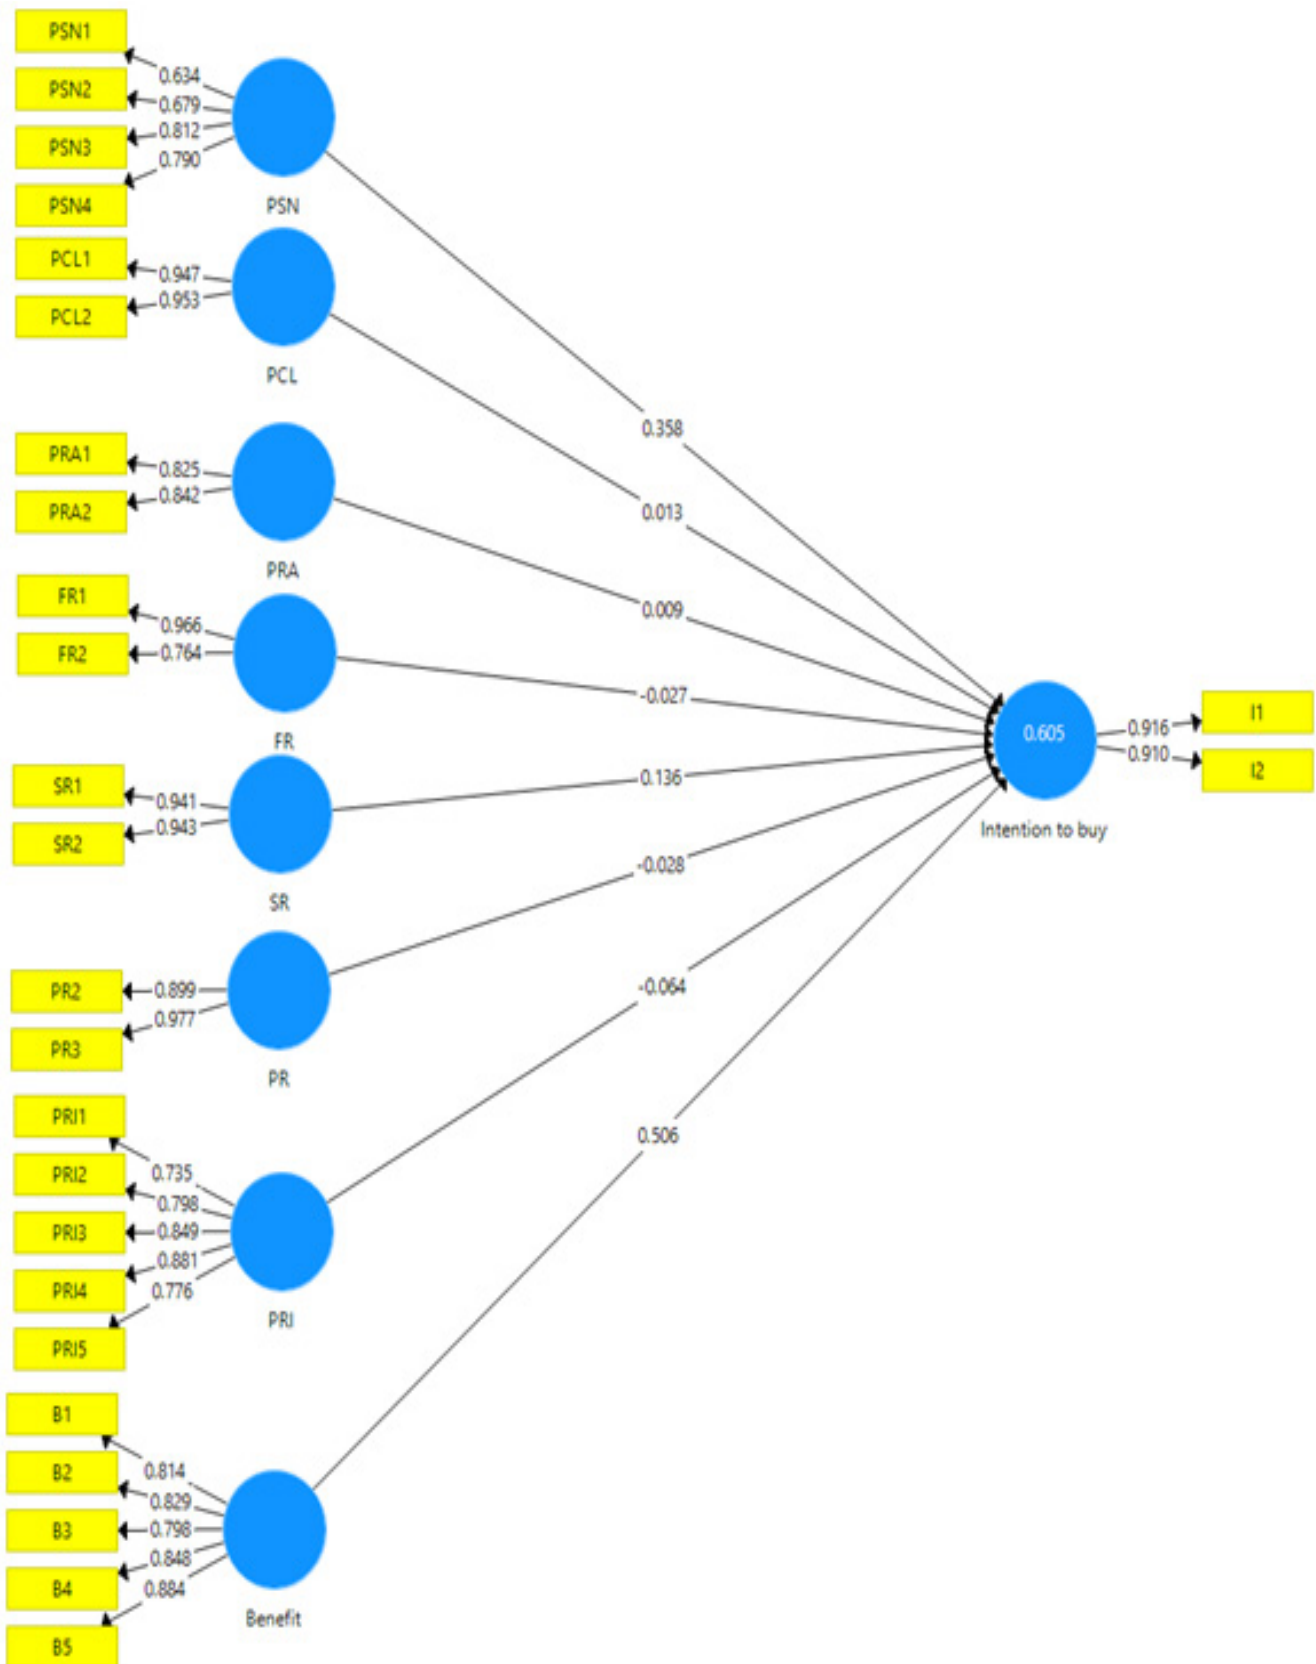 PSN1
0.634
PSN2
0.679
PSN3
0.812
0.790
PSN4
PSN
PCL1
0.947
PCL2
0.953
PCL
0.358
PRA1
0.825
PRA2
0.842
0.013
PRA
FR1
0.966
FR2
0.764
0.009
-0.027
FR
SR1
0.941
SR2
0.943
0.136
SR
0.605
0.916
I1
0.910
I2
Intention to buy
-0.028
PR2
0.899
PR3
0.977
PR
-0.064
PRI1
0.735
PRI2
0.798
PRI3
0.849
0.881
PRI4
0.776
PRI5
PRI
0.506
B1
0.814
B2
0.829
B3
0.798
0.848
B4
0.884
B5
Benefit